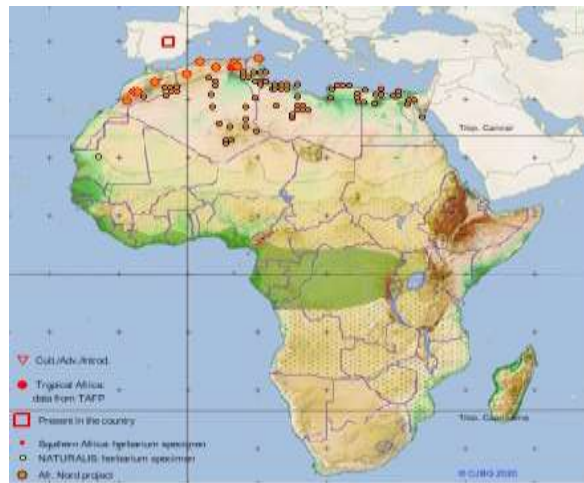 Trop. Cancer
Trop. Capricorne
Cult./Adv./Introd.
Tropical Africa:
data from TAFP
Present in the country
Southern Africa: herbarium specimen
NATURALIS: herbarium specimen
Afr. Nord project
© CJBG 2020